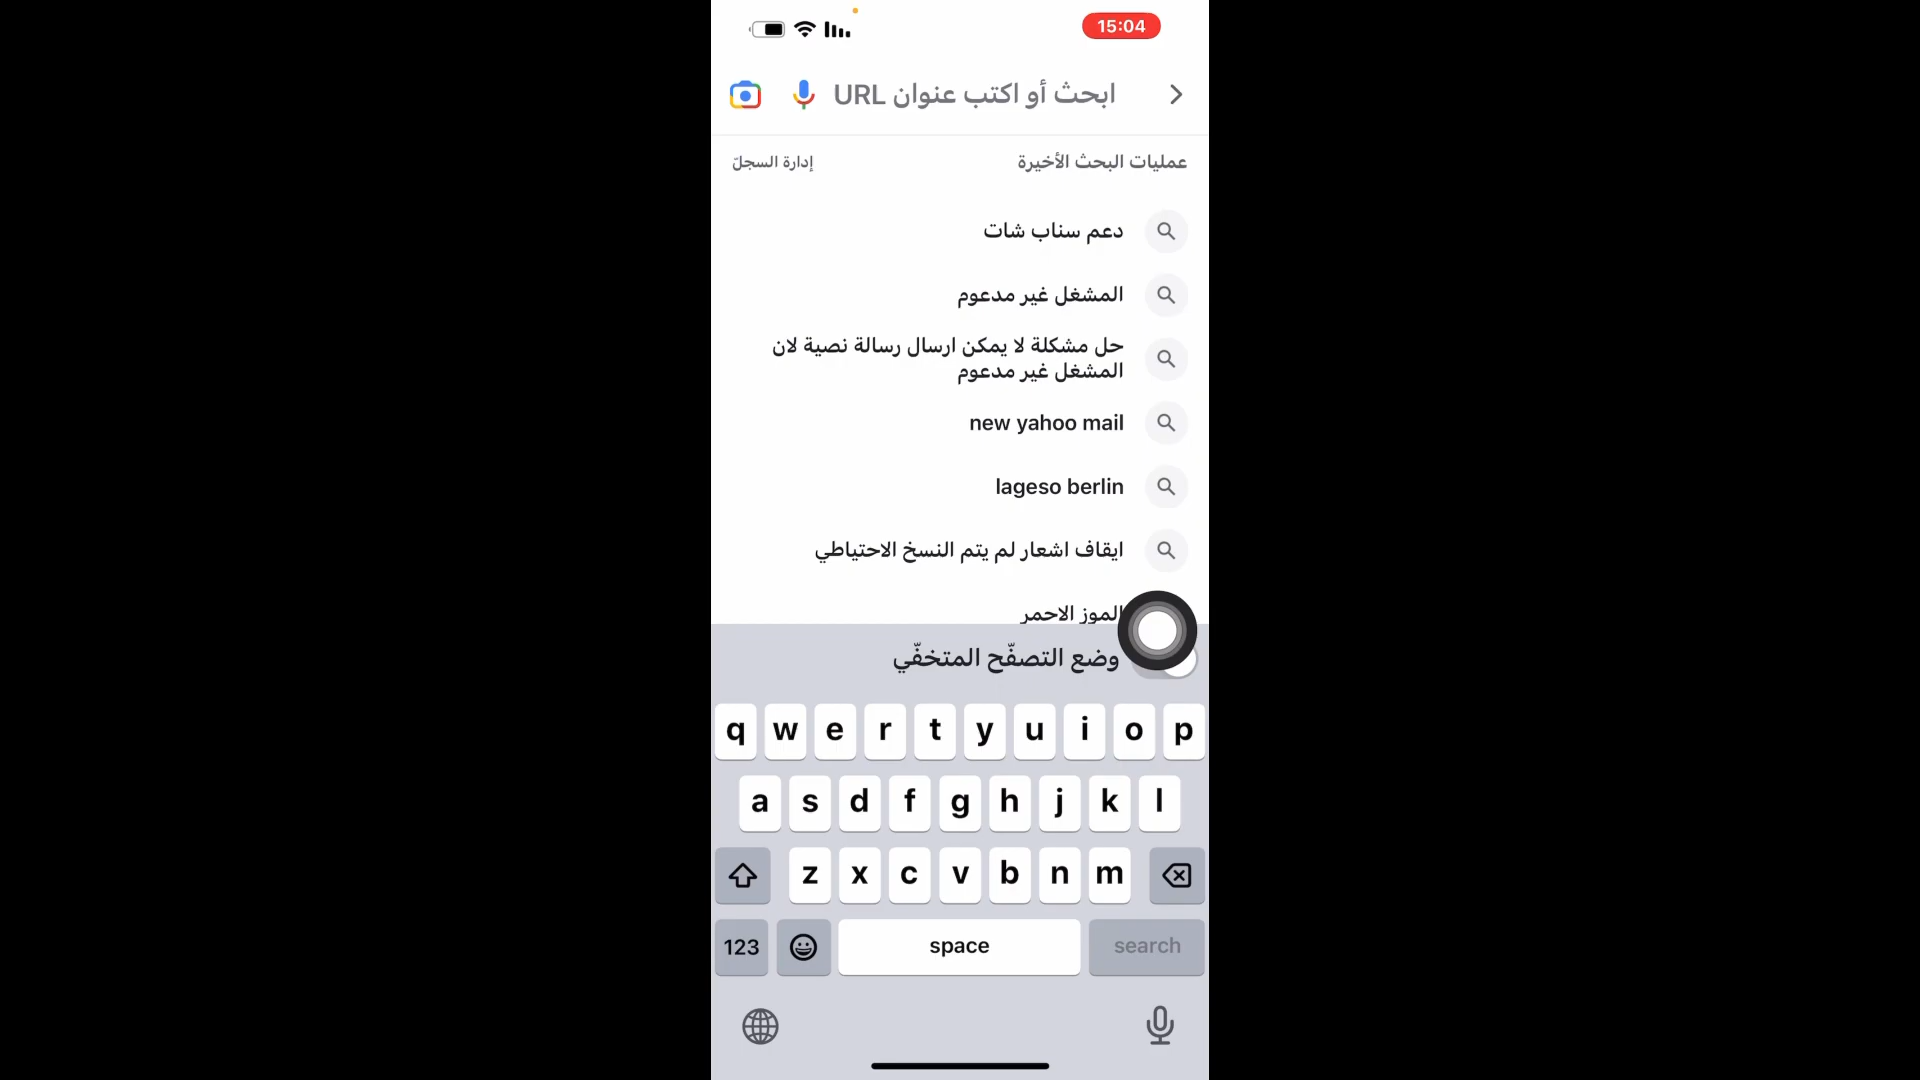 15:04
ابحث أو اكتب عنوان URL
عمليات البحث الأخيرة
إدارة السجلّ
دعم سناب شات
المشغل غير مدعوم
حل مشكلة لا يمكن ارسال رسالة نصية لان
المشغل غير مدعوم
new yahoo mail
lageso berlin
ايقاف اشعار لم يتم النسخ الاحتياطي
الموز الاحمر
وضع التصفّح المتخفّي
q w e r t y u i o p
a s d f g h j k l
z x c v b n m
123 space search